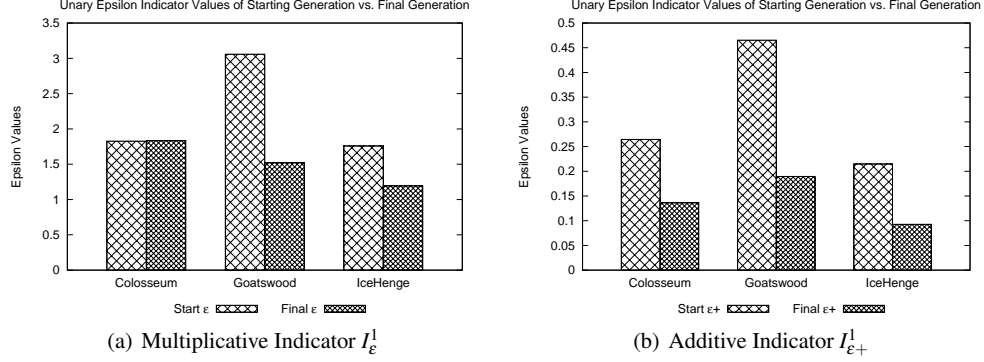 Unary Epsilon Indicator Values of Starting Generation vs. Final Generation
3.5
3
2.5
2
1.5
1
0.5
0
Epsilon Values
Colosseum Goatswood IceHenge
Start ε Final ε
(a) Multiplicative Indicator I¹_ε
Unary Epsilon Indicator Values of Starting Generation vs. Final Generation
0.5
0.45
0.4
0.35
0.3
0.25
0.2
0.15
0.1
0.05
0
Epsilon Values
Colosseum Goatswood IceHenge
Start ε+ Final ε+
(b) Additive Indicator I¹_ε+